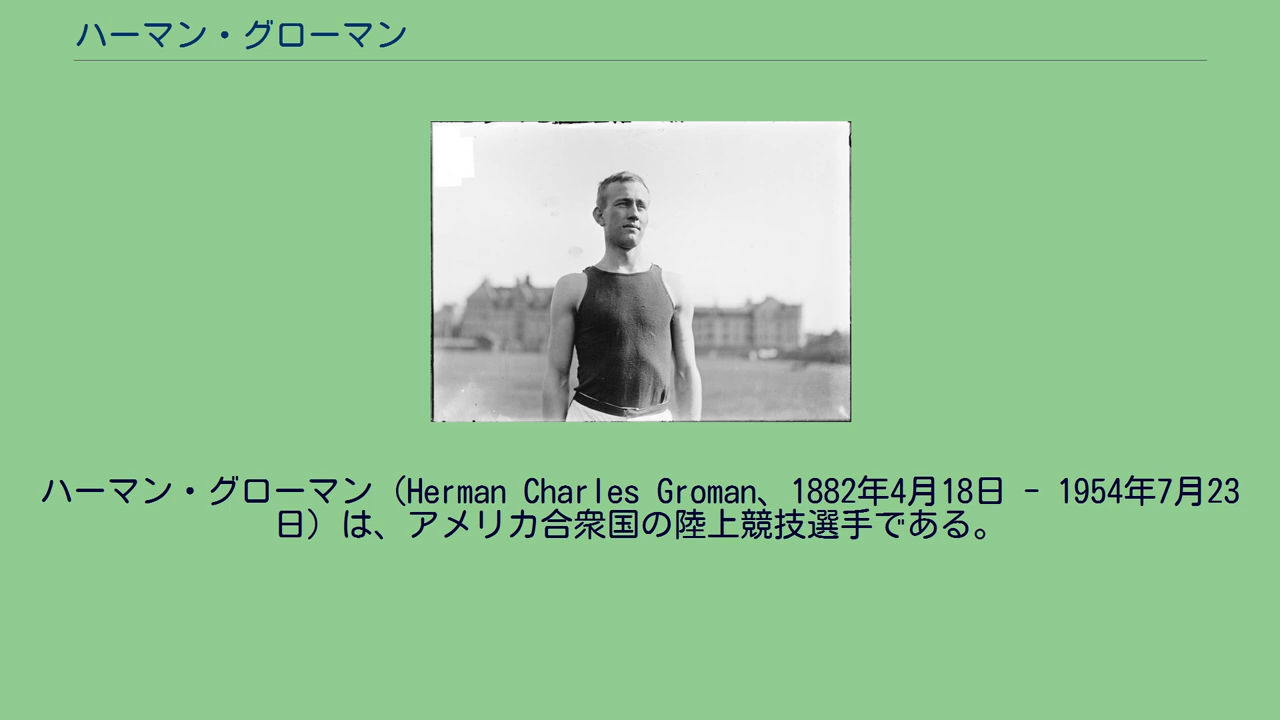 ハーマン・グローマン
ハーマン・グローマン（Herman Charles Groman、1882年4月18日 - 1954年7月23
日）は、アメリカ合衆国の陸上競技選手である。